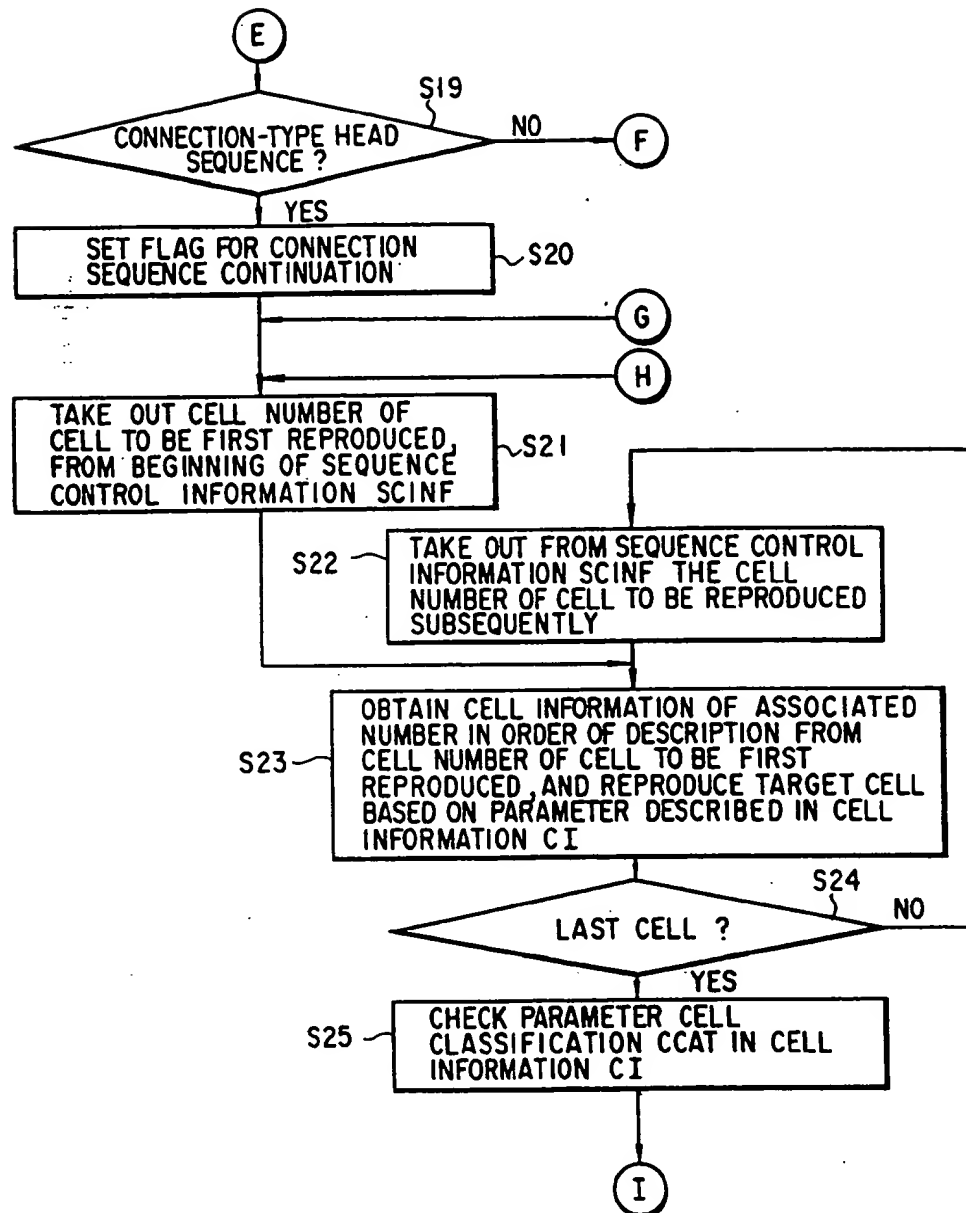 E
S19
CONNECTION-TYPE HEAD
SEQUENCE ?
NO
F
YES
SET FLAG FOR CONNECTION
SEQUENCE CONTINUATION
S20
G
H
TAKE OUT CELL NUMBER OF
CELL TO BE FIRST REPRODUCED,
FROM BEGINNING OF SEQUENCE
CONTROL INFORMATION SCINF
S21
S22
TAKE OUT FROM SEQUENCE CONTROL
INFORMATION SCINF THE CELL
NUMBER OF CELL TO BE REPRODUCED
SUBSEQUENTLY
S23
OBTAIN CELL INFORMATION OF ASSOCIATED
NUMBER IN ORDER OF DESCRIPTION FROM
CELL NUMBER OF CELL TO BE FIRST
REPRODUCED, AND REPRODUCE TARGET CELL
BASED ON PARAMETER DESCRIBED IN CELL
INFORMATION CI
S24
LAST CELL ?
NO
YES
S25
CHECK PARAMETER CELL
CLASSIFICATION CCAT IN CELL
INFORMATION CI
I